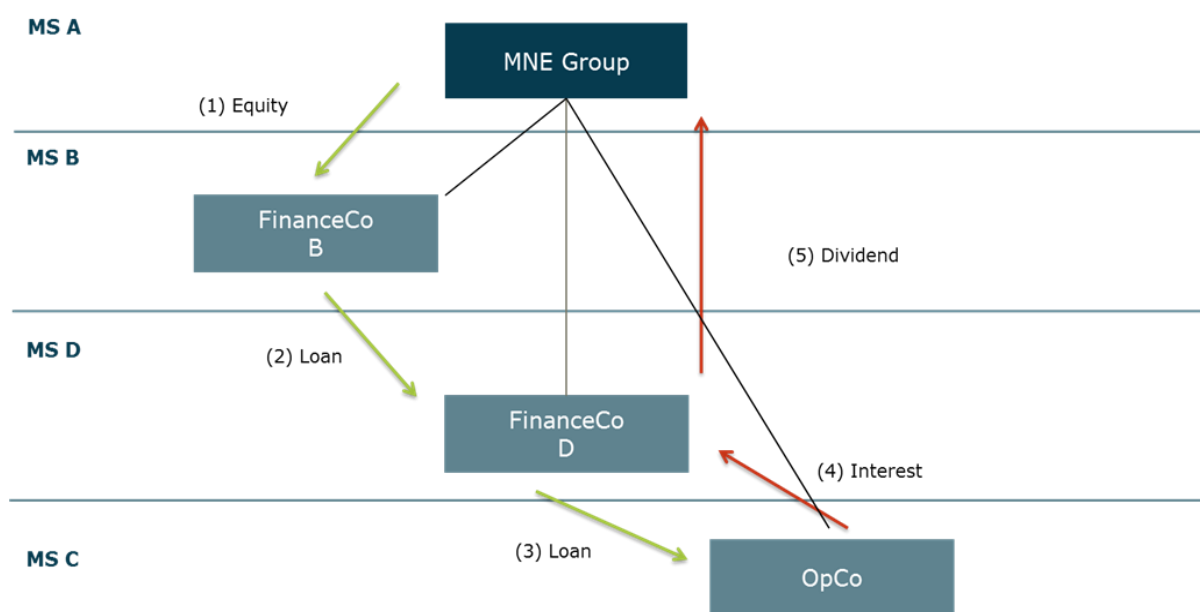 MS A
MNE Group
(1) Equity
MS B
FinanceCo
B
(5) Dividend
MS D
(2) Loan
FinanceCo
D
(4) Interest
(3) Loan
MS C
OpCo